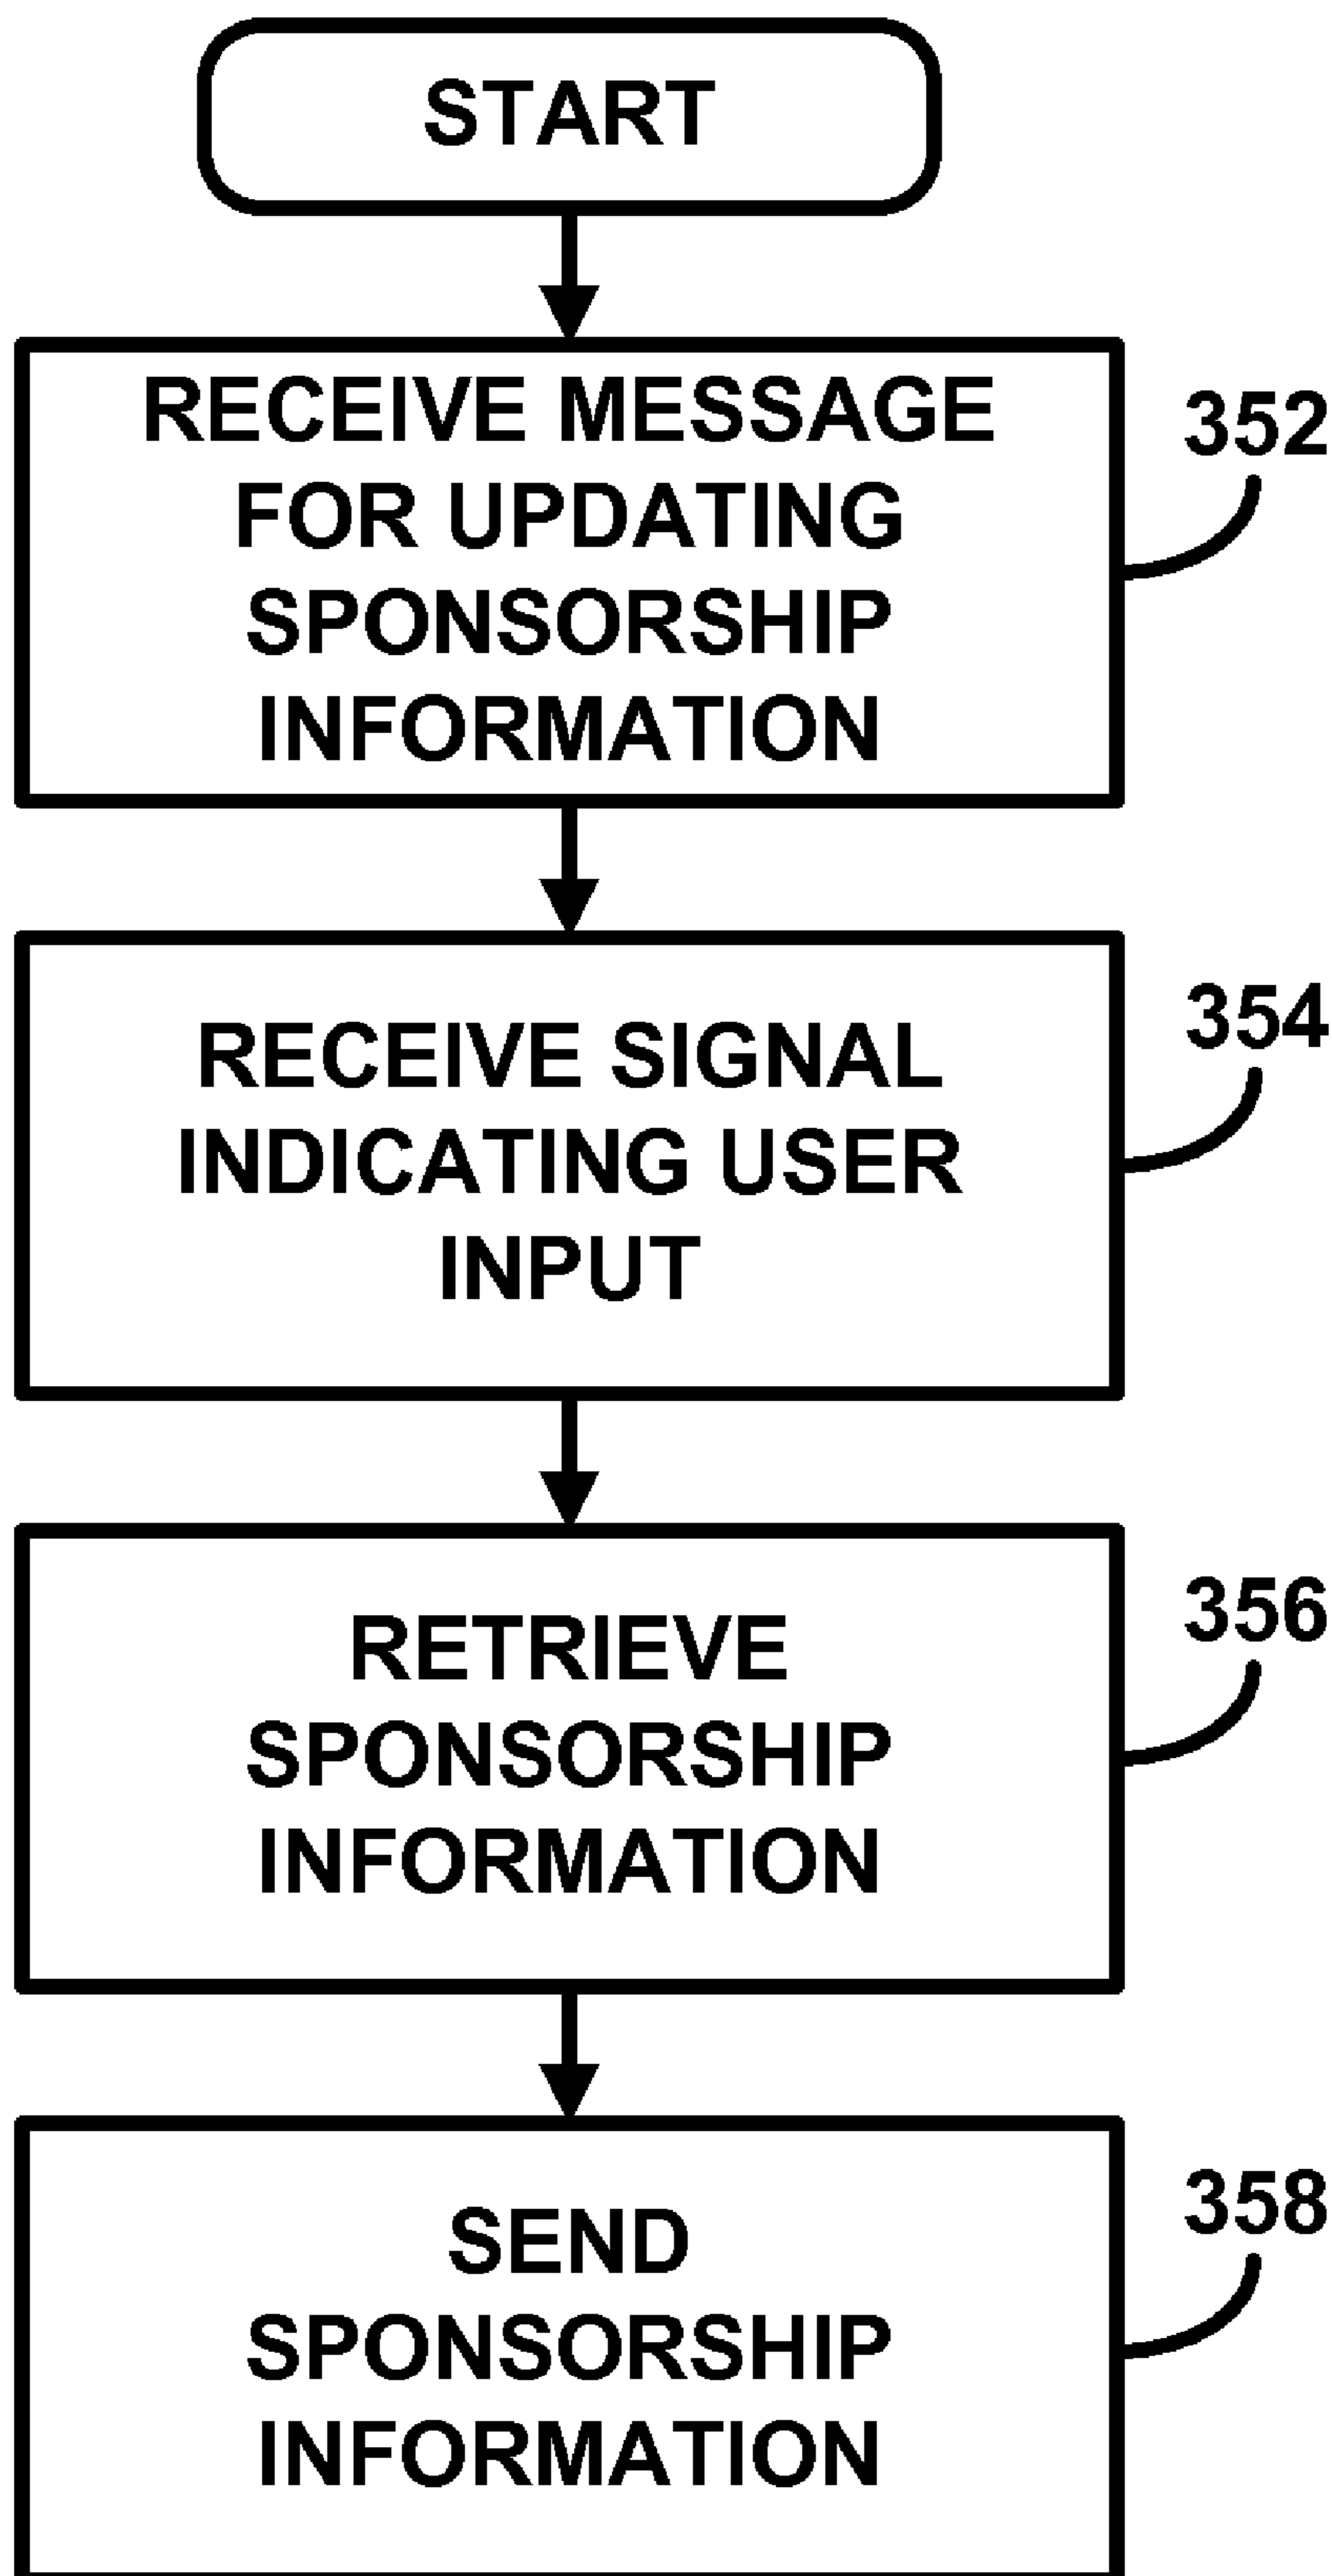 START
RECEIVE MESSAGE
FOR UPDATING
SPONSORSHIP
INFORMATION
352
RECEIVE SIGNAL
INDICATING USER
INPUT
354
RETRIEVE
SPONSORSHIP
INFORMATION
356
SEND
SPONSORSHIP
INFORMATION
358